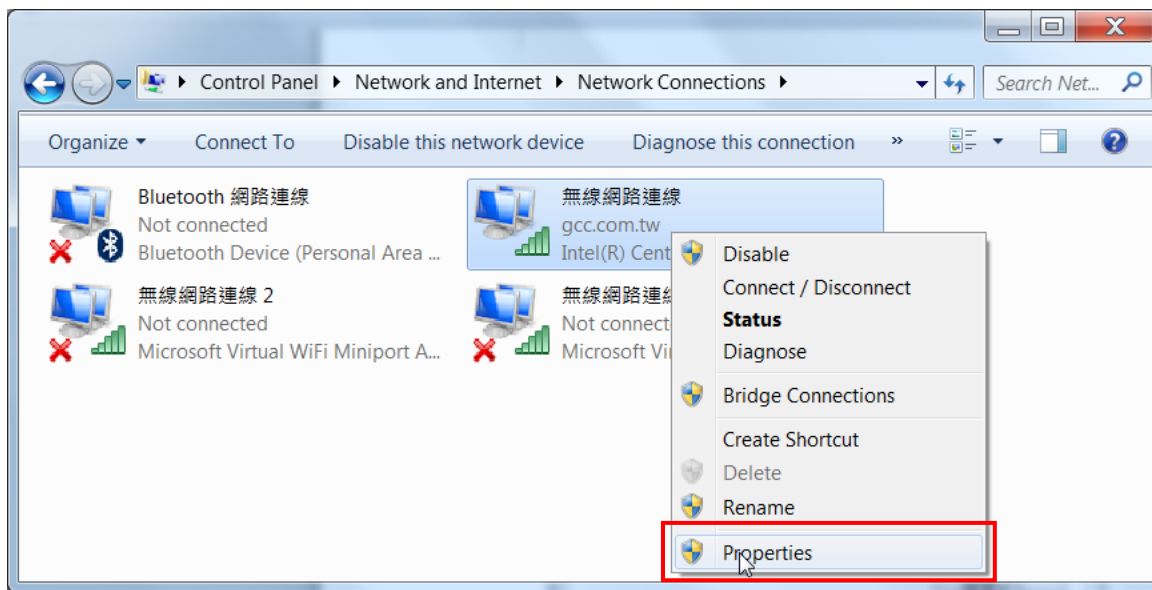 Control Panel Network and Internet Network Connections Search Net...
Organize Connect To Disable this network device Diagnose this connection »
Bluetooth 網路連線
Not connected
Bluetooth Device (Personal Area ...
無線網路連線
gcc.com.tw
Intel(R) Cent
無線網路連線 2
Not connected
Microsoft Virtual WiFi Miniport A...
無線網路連線
Not connect
Microsoft Vi
Disable
Connect / Disconnect
Status
Diagnose
Bridge Connections
Create Shortcut
Delete
Rename
Properties